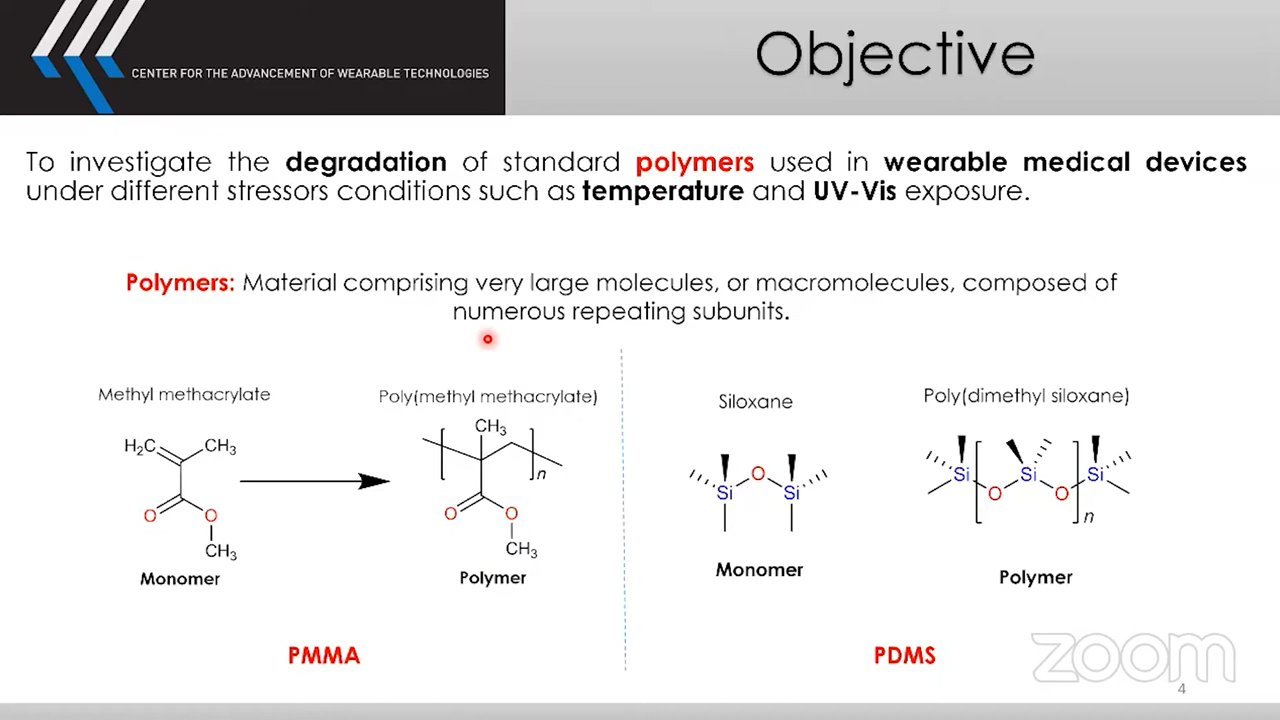 CENTER FOR THE ADVANCEMENT OF WEARABLE TECHNOLOGIES
Objective
To investigate the degradation of standard polymers used in wearable medical devices
under different stressors conditions such as temperature and UV-Vis exposure.
Polymers: Material comprising very large molecules, or macromolecules, composed of
numerous repeating subunits.
Methyl methacrylate
H₂C
CH₃
O
O
CH₃
Monomer
Poly(methyl methacrylate)
CH₃
n
O
O
CH₃
Polymer
PMMA
Siloxane
O
Si
Si
Monomer
Poly(dimethyl siloxane)
Si
Si
Si
O
O
n
Polymer
PDMS
zoom
4